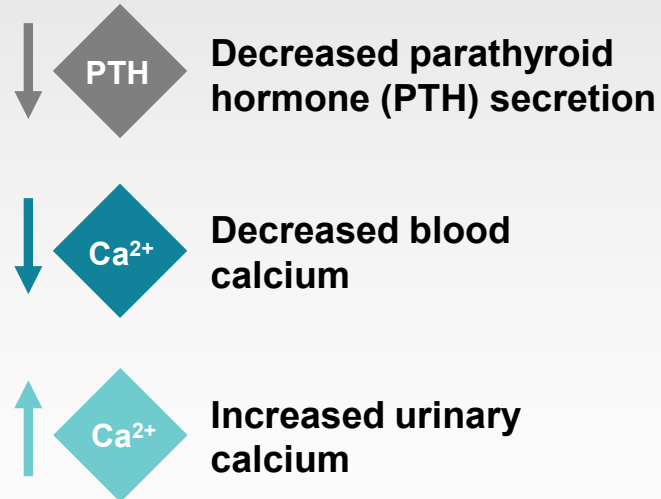 PTH
Decreased parathyroid
hormone (PTH) secretion
Ca²⁺
Decreased blood
calcium
Ca²⁺
Increased urinary
calcium